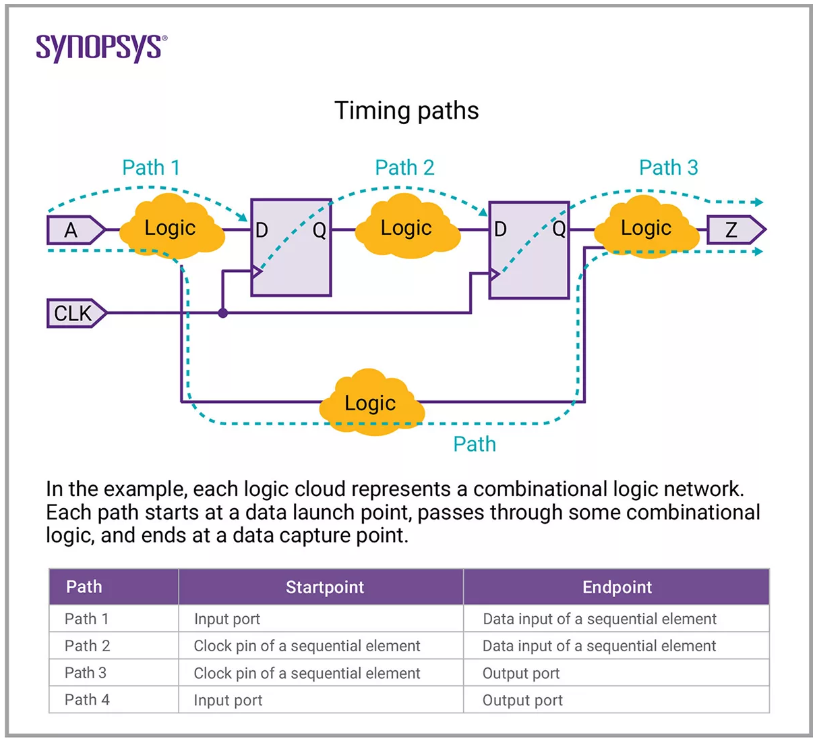 SYNOPSYS®
Timing paths
Path 1
Path 2
Path 3
A
Logic
D
Q
Logic
D
Q
Logic
Z
CLK
Logic
Path
In the example, each logic cloud represents a combinational logic network.
Each path starts at a data launch point, passes through some combinational
logic, and ends at a data capture point.
Path Startpoint Endpoint
Path 1 Input port Data input of a sequential element
Path 2 Clock pin of a sequential element Data input of a sequential element
Path 3 Clock pin of a sequential element Output port
Path 4 Input port Output port